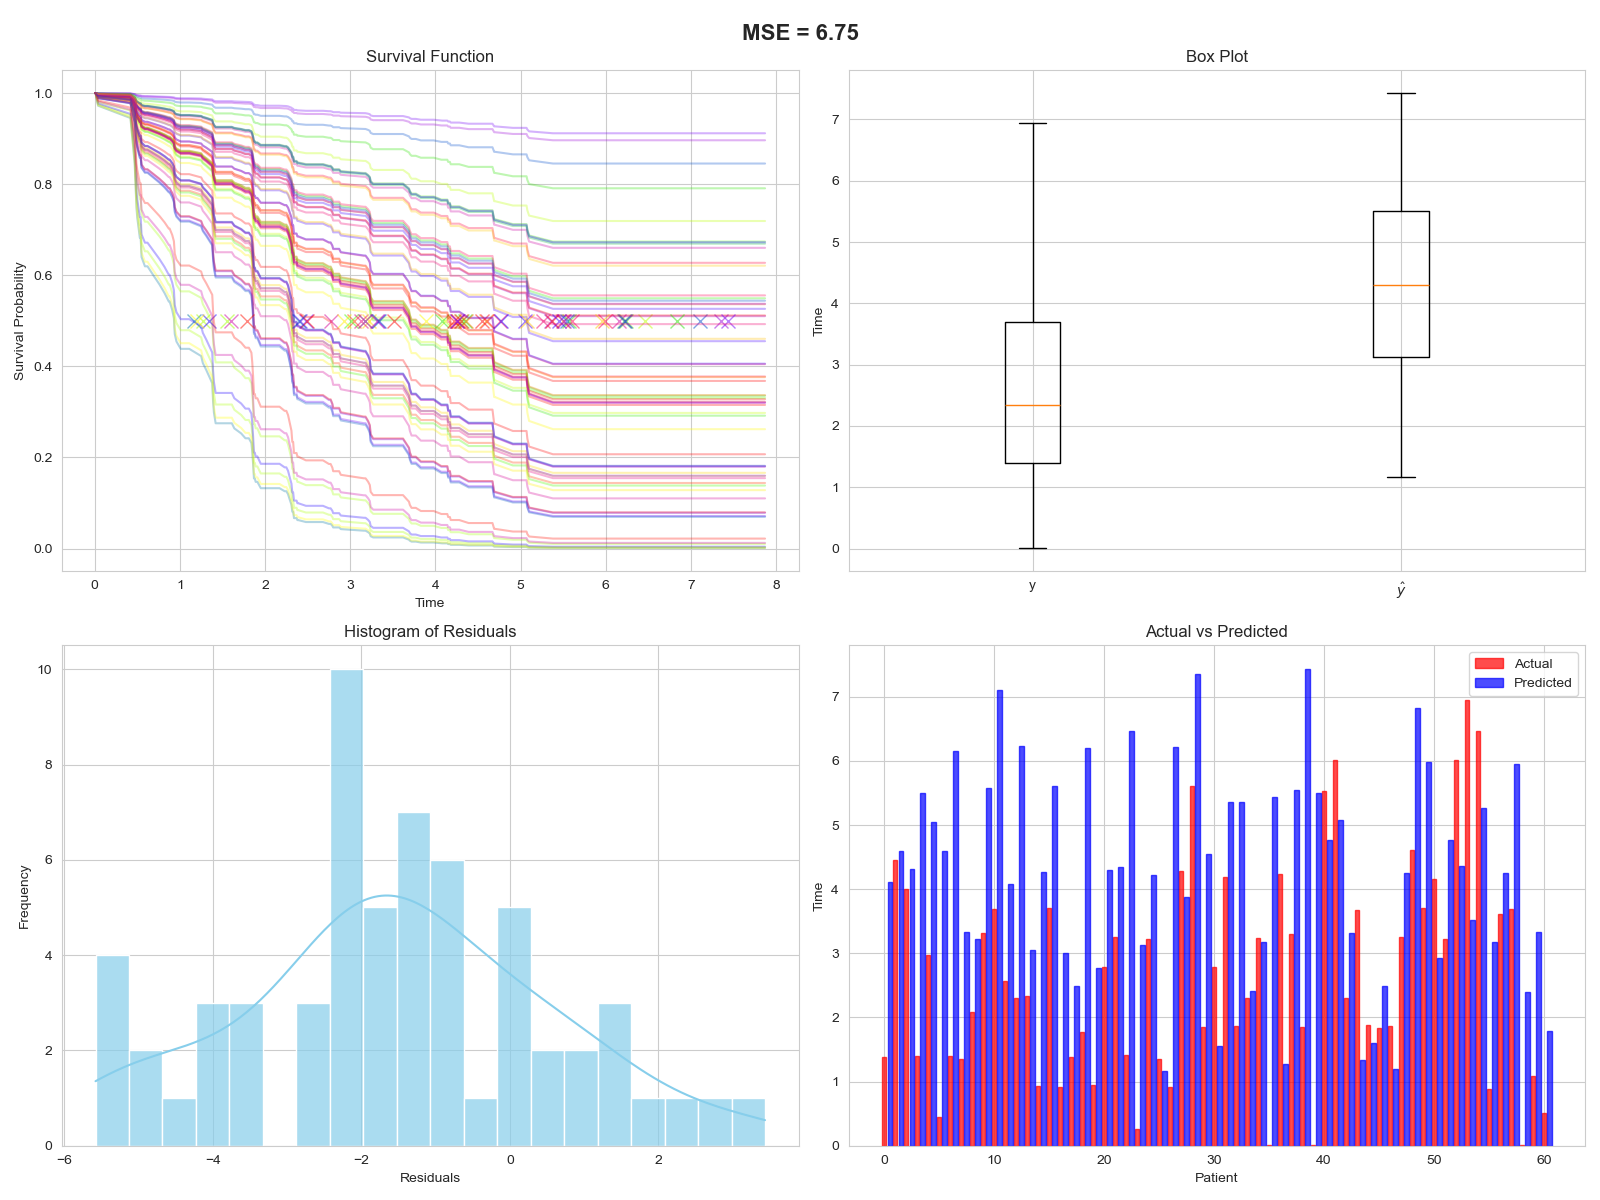 MSE = 6.75
Survival Function
Survival Probability
1.0
0.8
0.6
0.4
0.2
0.0
0 1 2 3 4 5 6 7 8
Time
Box Plot
Time
7
6
5
4
3
2
1
0
y ŷ
Histogram of Residuals
Frequency
10
8
6
4
2
0
−6 −4 −2 0 2
Residuals
Actual vs Predicted
Actual
Predicted
Time
7
6
5
4
3
2
1
0
0 10 20 30 40 50 60
Patient